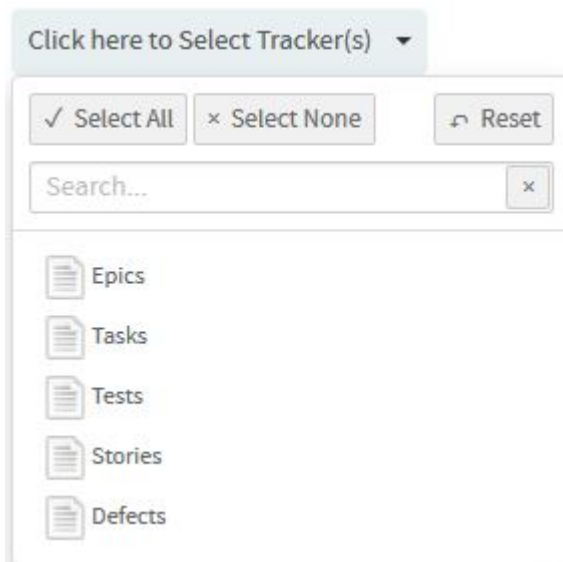 Click here to Select Tracker(s)
✓ Select All × Select None Reset
Search... ×
Epics
Tasks
Tests
Stories
Defects